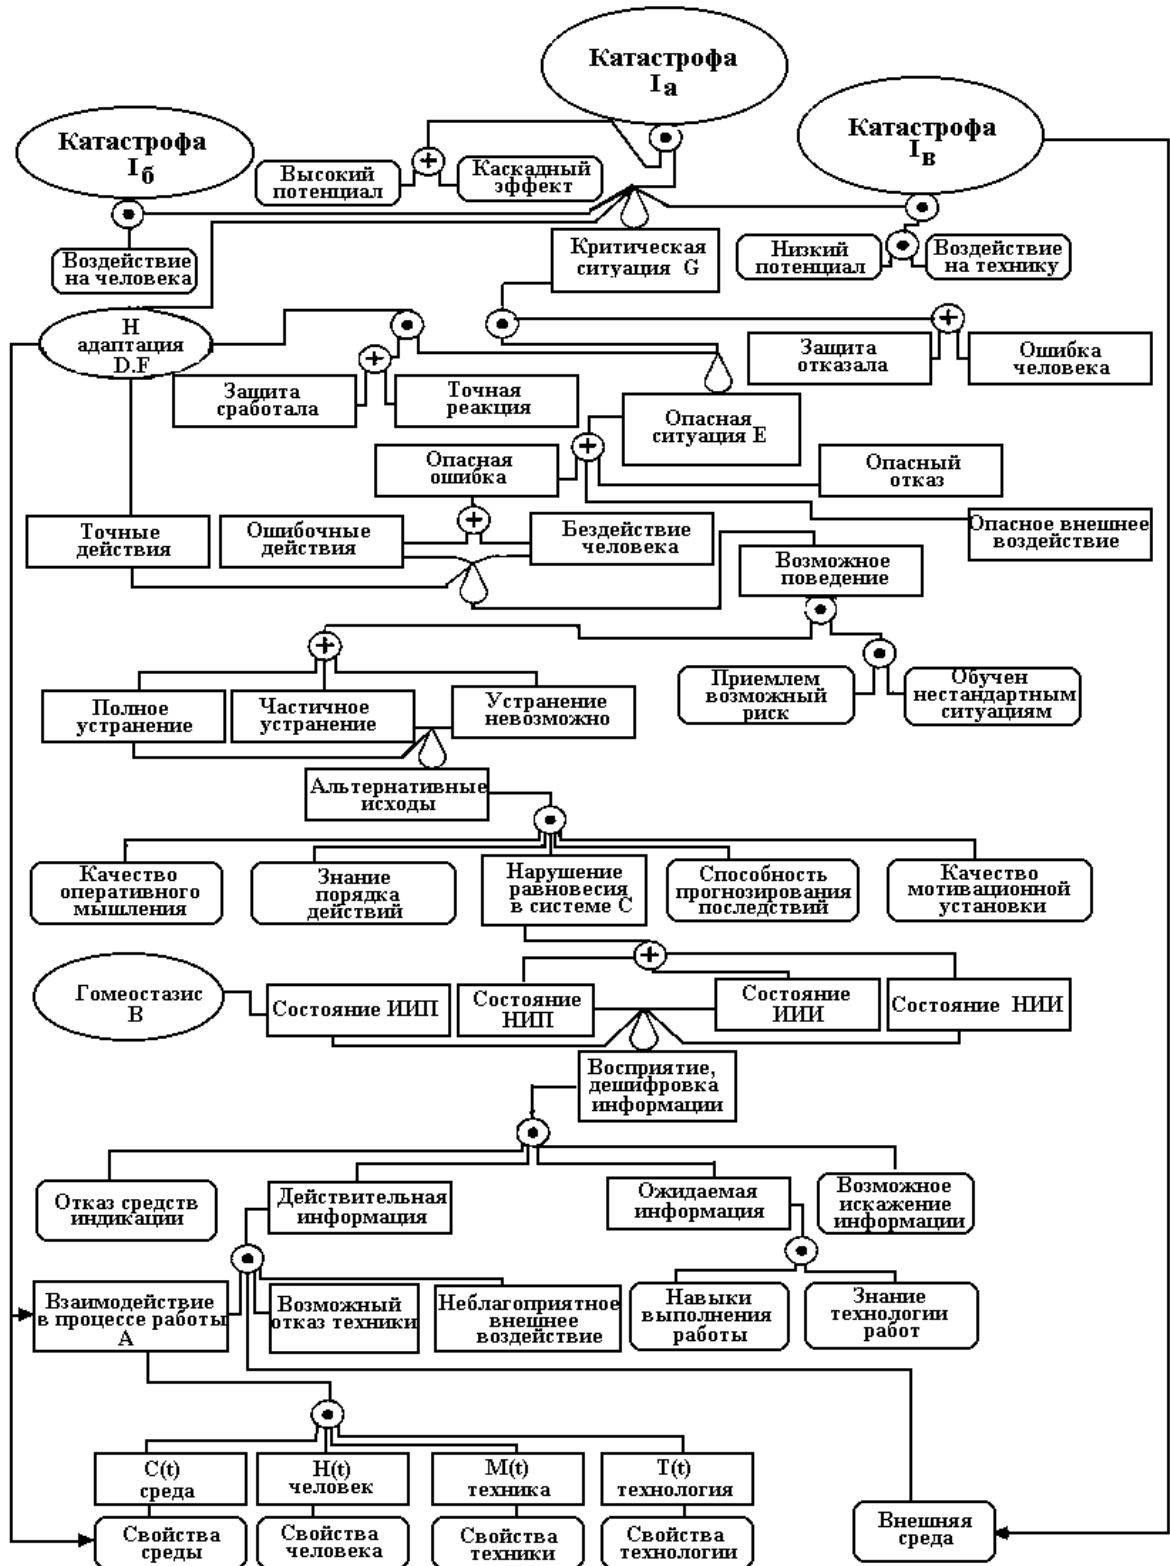 Катастрофа
Iа
Катастрофа
Iб
Катастрофа
Iв
Высокий
потенциал
Каскадный
эффект
Воздействие
на человека
Критическая
ситуация G
Низкий
потенциал
Воздействие
на технику
H
адаптация
D.F
Защита
сработала
Точная
реакция
Защита
отказала
Ошибка
человека
Опасная
ситуация E
Опасная
ошибка
Опасный
отказ
Точные
действия
Ошибочные
действия
Бездействие
человека
Опасное внешнее
воздействие
Возможное
поведение
Полное
устранение
Частичное
устранение
Устранение
невозможно
Приемлем
возможный
риск
Обучен
нестандартным
ситуациям
Альтернативные
исходы
Качество
оперативного
мышления
Знание
порядка
действий
Нарушение
равновесия
в системе С
Способность
прогнозирования
последствий
Качество
мотивационной
установки
Гомеостазис
В
Состояние ИИП
Состояние
НИП
Состояние
ИИИ
Состояние НИИ
Восприятие,
дешифровка
информации
Отказ средств
индикации
Действительная
информация
Ожидаемая
информация
Возможное
искажение
информации
Взаимодействие
в процессе работы
А
Возможный
отказ техники
Неблагоприятное
внешнее
воздействие
Навыки
выполнения
работы
Знание
технологии
работ
C(t)
среда
H(t)
человек
M(t)
техника
T(t)
технология
Свойства
среды
Свойства
человека
Свойства
техники
Свойства
технологии
Внешняя
среда